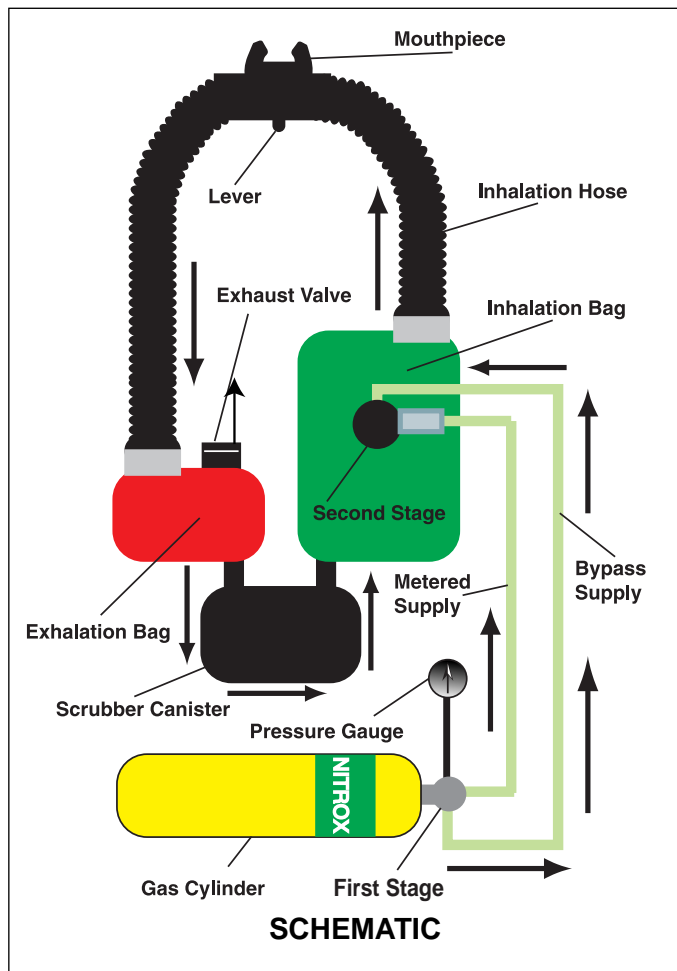 Mouthpiece
Lever
Inhalation Hose
Exhaust Valve
Inhalation Bag
Second Stage
Metered
Supply
Bypass
Supply
Exhalation Bag
Scrubber Canister
Pressure Gauge
NITROX
Gas Cylinder
First Stage
SCHEMATIC